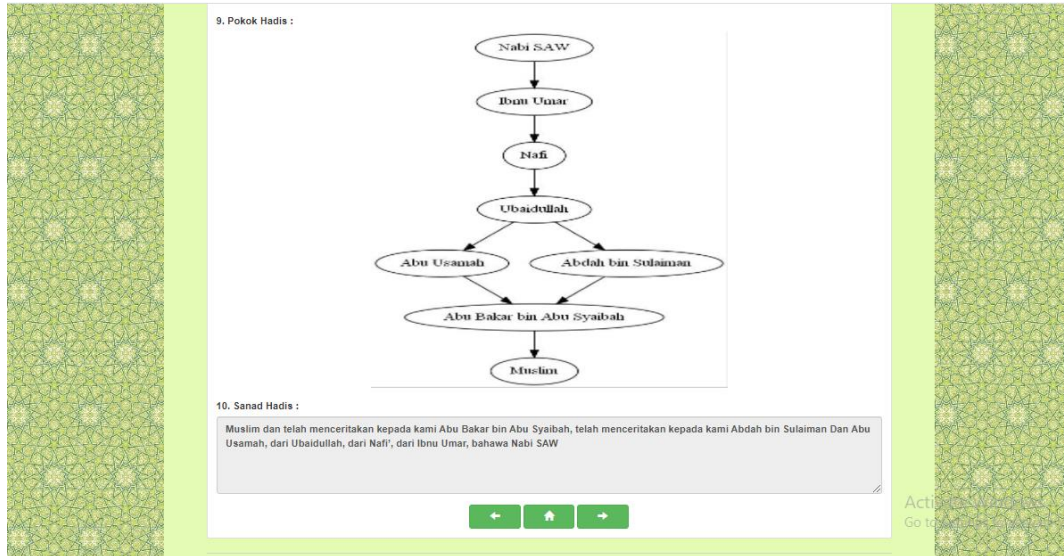 9. Pokok Hadis :
Nabi SAW
Ibnu Umar
Nafi
Ubaidullah
Abu Usamah
Abdah bin Sulaiman
Abu Bakar bin Abu Syaibah
Muslim
10. Sanad Hadis :
Muslim dan telah menceritakan kepada kami Abu Bakar bin Abu Syaibah, telah menceritakan kepada kami Abdah bin Sulaiman Dan Abu
Usamah, dari Ubaidullah, dari Nafi', dari Ibnu Umar, bahawa Nabi SAW
Go to